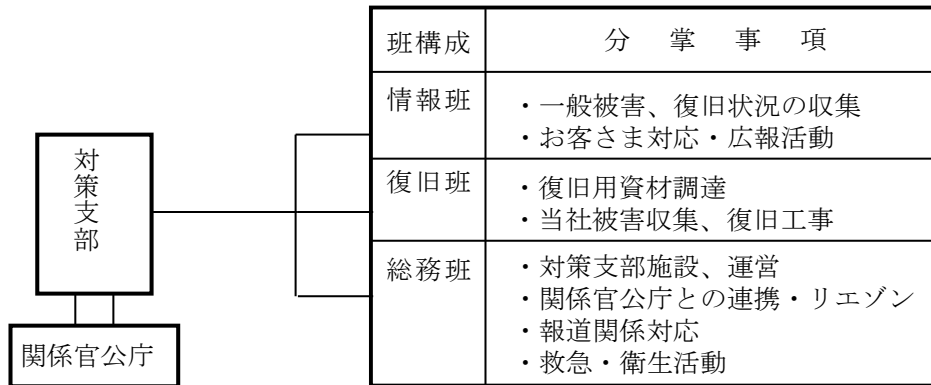 班構成
分掌事項
情報班
・一般被害、復旧状況の収集
・お客さま対応・広報活動
対策支部
復旧班
・復旧用資材調達
・当社被害収集、復旧工事
総務班
・対策支部施設、運営
・関係官公庁との連携・リエゾン
・報道関係対応
・救急・衛生活動
関係官公庁